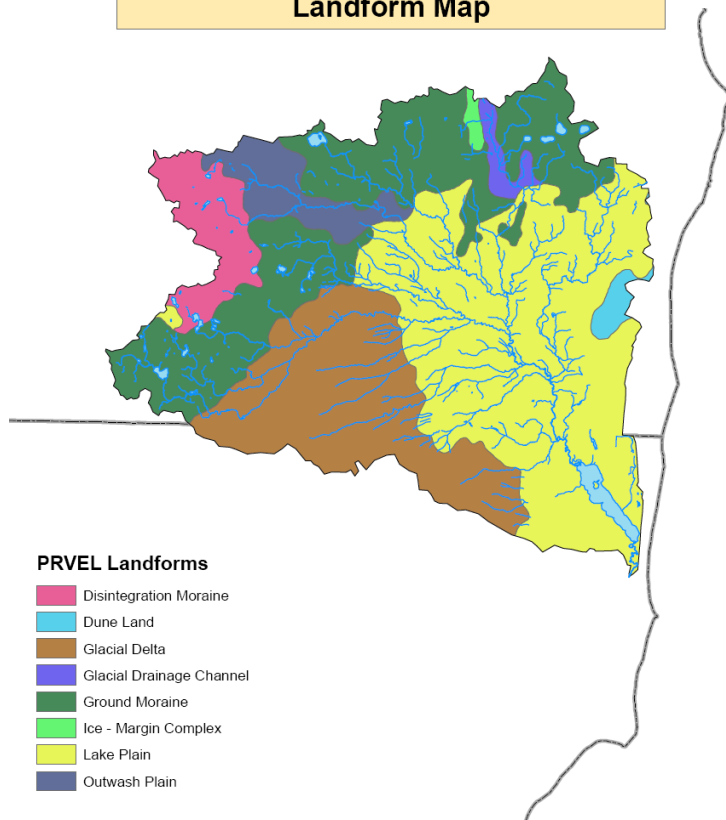 Landform Map
PRVEL Landforms
Disintegration Moraine
Dune Land
Glacial Delta
Glacial Drainage Channel
Ground Moraine
Ice - Margin Complex
Lake Plain
Outwash Plain